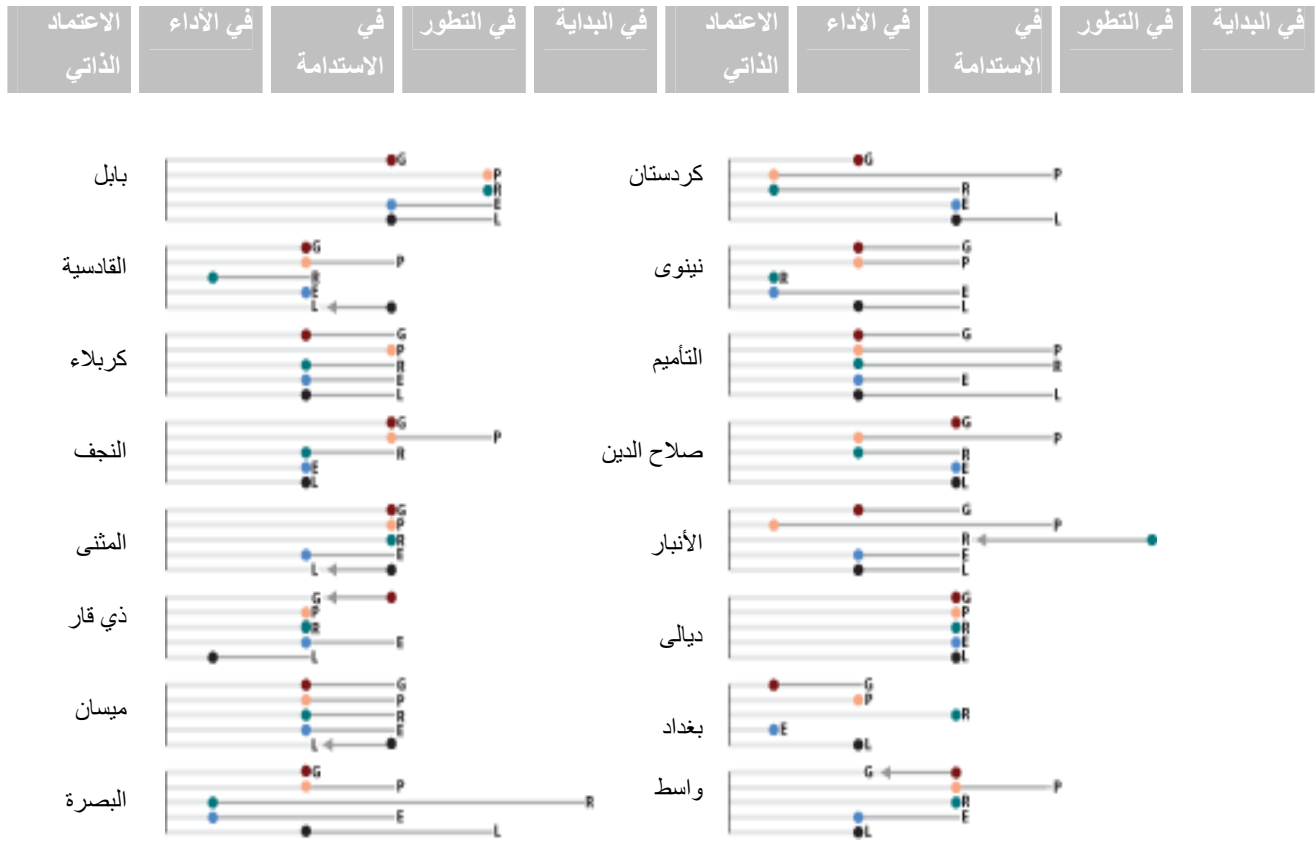 في البداية
في التطور
في
الاستدامة
في الأداء
الاعتماد
الذاتي
في البداية
في التطور
في
الاستدامة
في الأداء
الاعتماد
الذاتي
كردستان
G
P
R
E
L
نينوى
G
P
R
E
L
التأميم
G
P
R
E
L
صلاح الدين
G
P
R
E
L
الأنبار
G
P
R
E
L
ديالى
G
P
R
E
L
بغداد
G
P
R
E
L
واسط
G
P
R
E
L
بابل
G
P
R
E
L
القادسية
G
P
R
E
L
كربلاء
G
P
R
E
L
النجف
G
P
R
E
L
المثنى
G
P
R
E
L
ذي قار
G
P
R
E
L
ميسان
G
P
R
E
L
البصرة
G
P
R
E
L